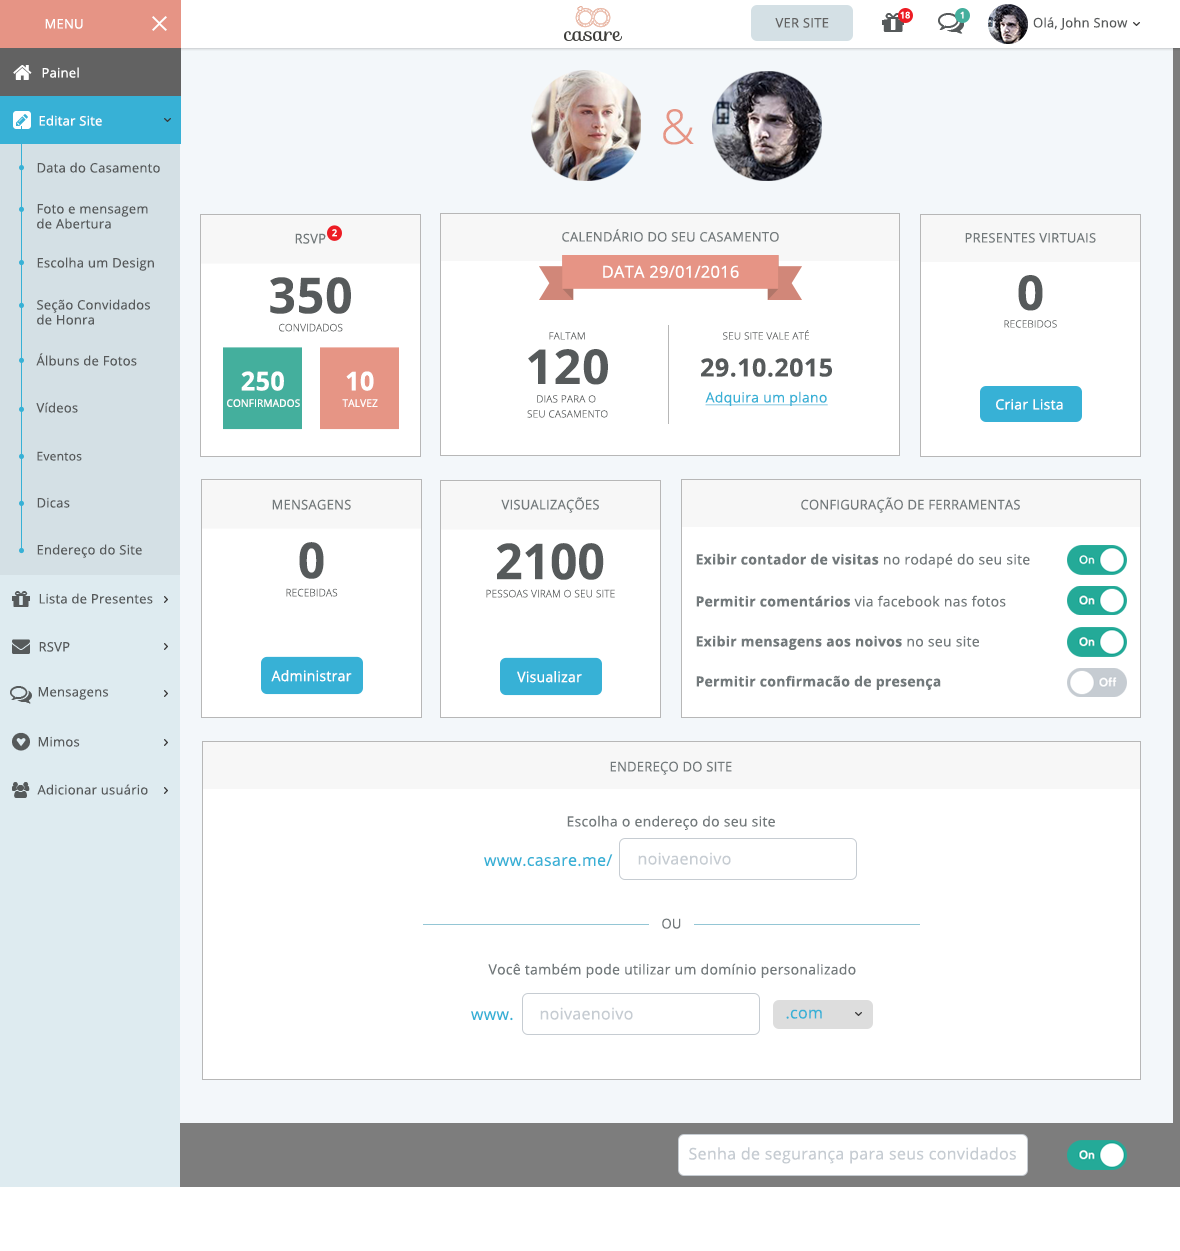 MENU
casare
VER SITE
18
1
Olá, John Snow
Painel
Editar Site
Data do Casamento
Foto e mensagem
de Abertura
Escolha um Design
Seção Convidados
de Honra
Álbuns de Fotos
Vídeos
Eventos
Dicas
Endereço do Site
Lista de Presentes
RSVP
Mensagens
Mimos
Adicionar usuário
&
RSVP 2
350
CONVIDADOS
250
CONFIRMADOS
10
TALVEZ
CALENDÁRIO DO SEU CASAMENTO
DATA 29/01/2016
FALTAM
120
DIAS PARA O
SEU CASAMENTO
SEU SITE VALE ATÉ
29.10.2015
Adquira um plano
PRESENTES VIRTUAIS
0
RECEBIDOS
Criar Lista
MENSAGENS
0
RECEBIDAS
Administrar
VISUALIZAÇÕES
2100
PESSOAS VIRAM O SEU SITE
Visualizar
CONFIGURAÇÃO DE FERRAMENTAS
Exibir contador de visitas no rodapé do seu site
On
Permitir comentários via facebook nas fotos
On
Exibir mensagens aos noivos no seu site
On
Permitir confirmacão de presença
Off
ENDEREÇO DO SITE
Escolha o endereço do seu site
www.casare.me/ noivaenoivo
OU
Você também pode utilizar um domínio personalizado
www. noivaenoivo .com
Senha de segurança para seus convidados
On